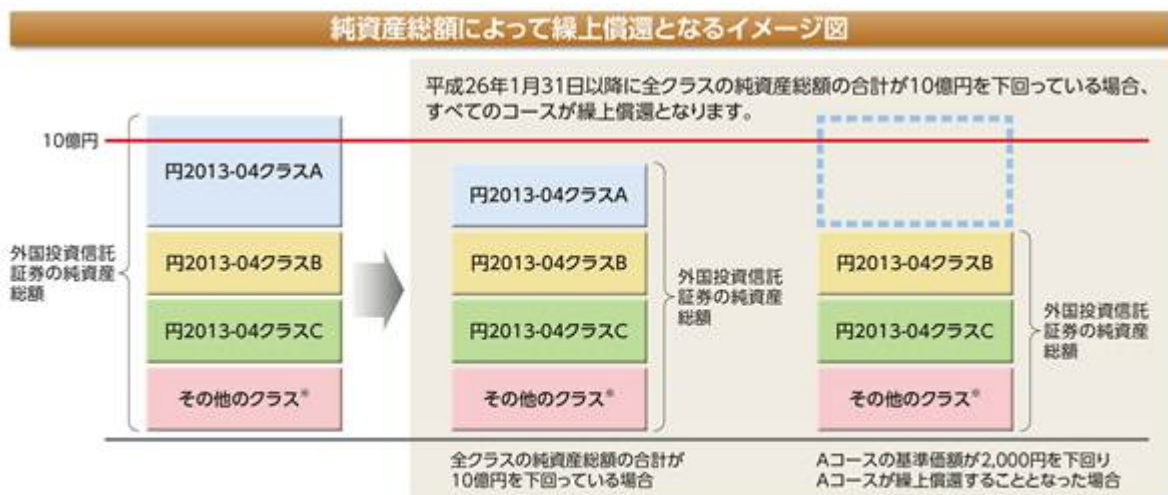 純資産総額によって繰上償還となるイメージ図
平成26年1月31日以降に全クラスの純資産総額の合計が10億円を下回っている場合、
すべてのコースが繰上償還となります。
10億円
外国投資信託
証券の純資産
総額
円2013-04クラスA
円2013-04クラスB
円2013-04クラスC
その他のクラス※
円2013-04クラスA
円2013-04クラスB
円2013-04クラスC
その他のクラス※
外国投資信託
証券の純資産
総額
全クラスの純資産総額の合計が
10億円を下回っている場合
円2013-04クラスB
円2013-04クラスC
その他のクラス※
外国投資信託
証券の純資産
総額
Aコースの基準価額が2,000円を下回り
Aコースが繰上償還することとなった場合